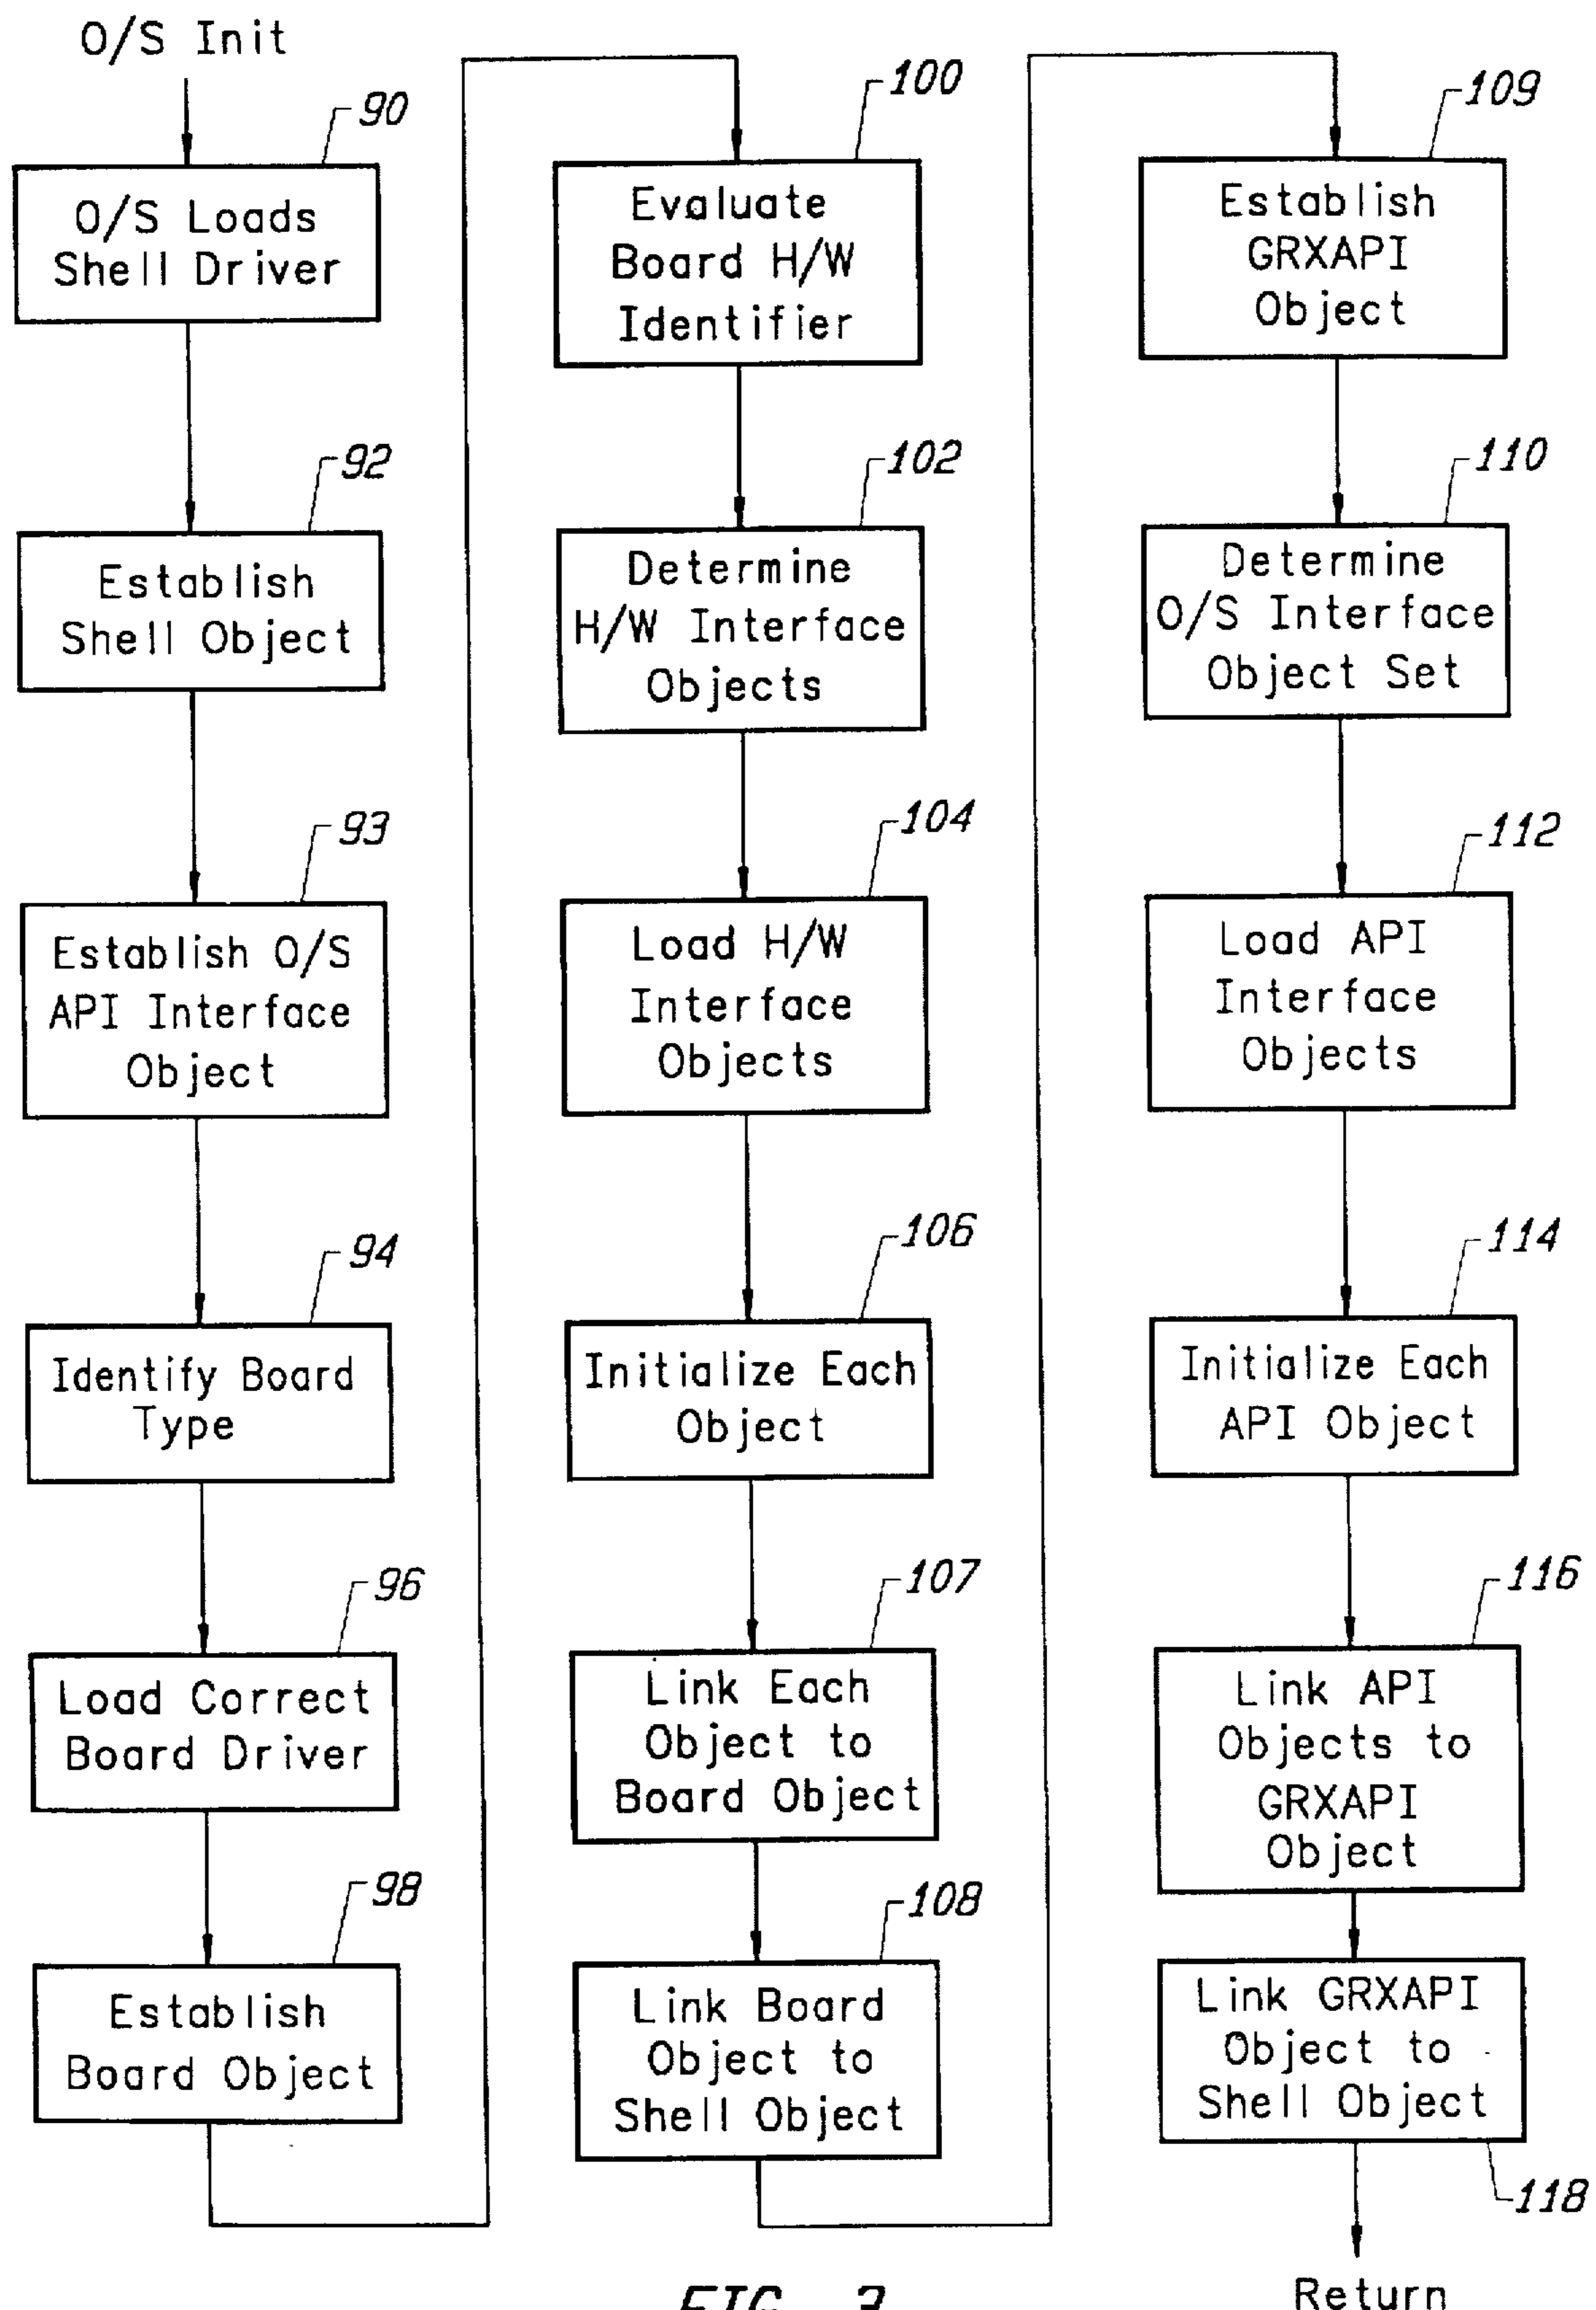 O/S Init
90
O/S Loads
Shell Driver
92
Establish
Shell Object
93
Establish O/S
API Interface
Object
94
Identify Board
Type
96
Load Correct
Board Driver
98
Establish
Board Object
100
Evaluate
Board H/W
Identifier
102
Determine
H/W Interface
Objects
104
Load H/W
Interface
Objects
106
Initialize Each
Object
107
Link Each
Object to
Board Object
108
Link Board
Object to
Shell Object
109
Establish
GRXAPI
Object
110
Determine
O/S Interface
Object Set
112
Load API
Interface
Objects
114
Initialize Each
API Object
116
Link API
Objects to
GRXAPI
Object
Link GRXAPI
Object to
Shell Object
118
Return
FIG. 3